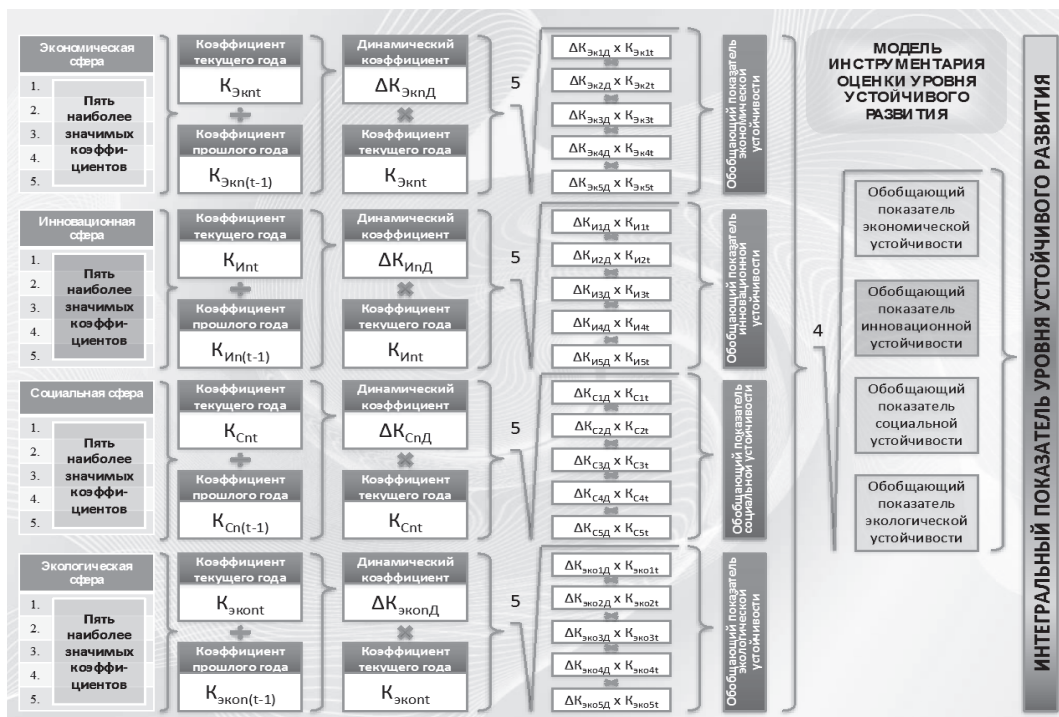 Экономическая
сфера
1.
2.
3.
4.
5.
Пять
наиболее
значимых
коэффи-
циентов
Коэффициент
текущего года
КЭкnt
Коэффициент
прошлого года
КЭкn(t-1)
Динамический
коэффициент
ΔКЭкnД
Коэффициент
текущего года
КЭкnt
5
ΔКЭк1Д х КЭк1t
ΔКЭк2Д х КЭк2t
ΔКЭк3Д х КЭк3t
ΔКЭк4Д х КЭк4t
ΔКЭк5Д х КЭк5t
Обобщающий показатель
экономической
устойчивости
Инновационная
сфера
1.
2.
3.
4.
5.
Пять
наиболее
значимых
коэффи-
циентов
Коэффициент
текущего года
КИnt
Коэффициент
прошлого года
КИn(t-1)
Динамический
коэффициент
ΔКИnД
Коэффициент
текущего года
КИnt
5
ΔКИ1Д х КИ1t
ΔКИ2Д х КИ2t
ΔКИ3Д х КИ3t
ΔКИ4Д х КИ4t
ΔКИ5Д х КИ5t
Обобщающий показатель
инновационной
устойчивости
Социальная сфера
1.
2.
3.
4.
5.
Пять
наиболее
значимых
коэффи-
циентов
Коэффициент
текущего года
КСnt
Коэффициент
прошлого года
КСn(t-1)
Динамический
коэффициент
ΔКСnД
Коэффициент
текущего года
КСnt
5
ΔКС1Д х КС1t
ΔКС2Д х КС2t
ΔКС3Д х КС3t
ΔКС4Д х КС4t
ΔКС5Д х КС5t
Обобщающий показатель
социальной устойчивости
Экологическая
сфера
1.
2.
3.
4.
5.
Пять
наиболее
значимых
коэффи-
циентов
Коэффициент
текущего года
Кэкоnt
Коэффициент
прошлого года
Кэкоn(t-1)
Динамический
коэффициент
ΔКэкоnД
Коэффициент
текущего года
Кэкоnt
5
ΔКэко1Д х Кэко1t
ΔКэко2Д х Кэко2t
ΔКэко3Д х Кэко3t
ΔКэко4Д х Кэко4t
ΔКэко5Д х Кэко5t
Обобщающий показатель
экологической
устойчивости
МОДЕЛЬ
ИНСТРУМЕНТАРИЯ
ОЦЕНКИ УРОВНЯ
УСТОЙЧИВОГО
РАЗВИТИЯ
4
Обобщающий
показатель
экономической
устойчивости
Обобщающий
показатель
инновационной
устойчивости
Обобщающий
показатель
социальной
устойчивости
Обобщающий
показатель
экологической
устойчивости
ИНТЕГРАЛЬНЫЙ ПОКАЗАТЕЛЬ УРОВНЯ УСТОЙЧИВОГО РАЗВИТИЯ